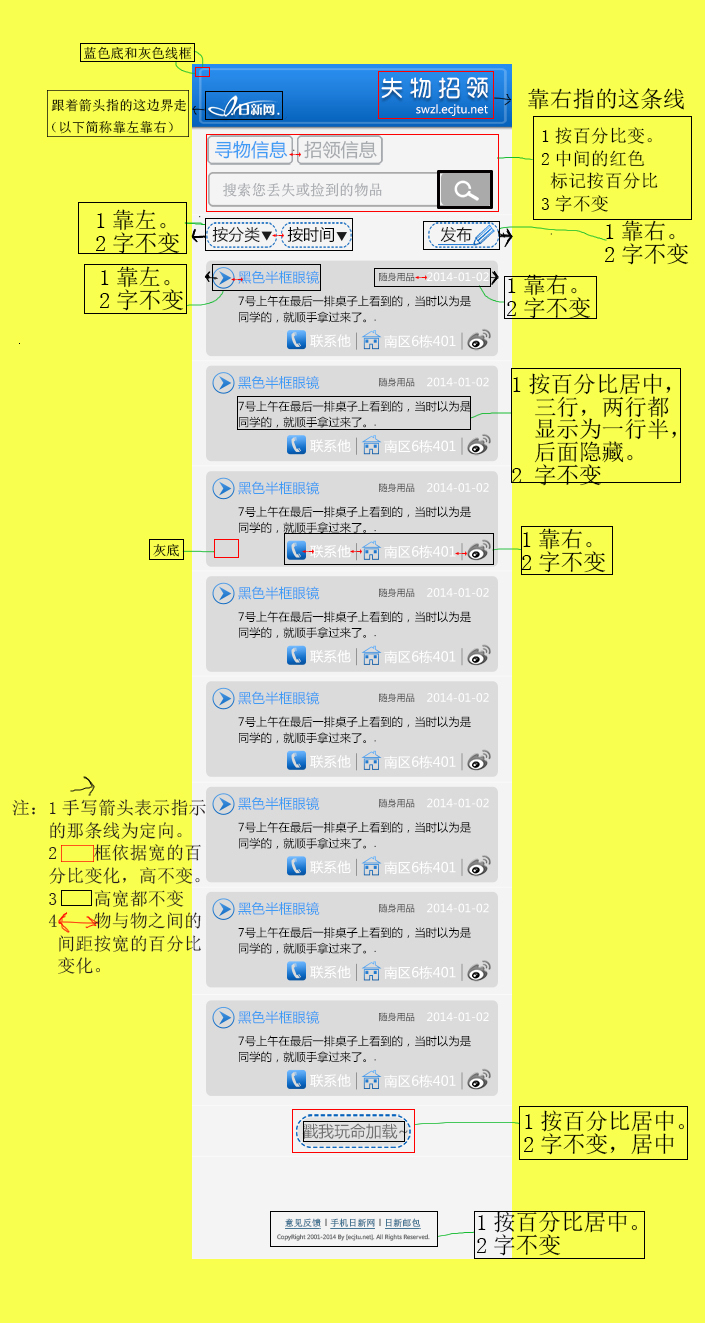 蓝色底和灰色线框
跟着箭头指的这边界走
(以下简称靠左靠右)
日新网.
失物招领
swzl.ecjtu.net
靠右指的这条线
寻物信息 招领信息
搜索您丢失或捡到的物品
1 按百分比变。
2 中间的红色
标记按百分比
3 字不变
1 靠左。
2 字不变
按分类▼ 按时间▼ 发布
1 靠右。
2 字不变
1 靠左。
2 字不变
黑色半框眼镜 随身用品 2014-01-02
7号上午在最后一排桌子上看到的，当时以为是
同学的，就顺手拿过来了。.
联系他 南区6栋401
1 靠右。
2 字不变
黑色半框眼镜 随身用品 2014-01-02
7号上午在最后一排桌子上看到的，当时以为是
同学的，就顺手拿过来了。.
联系他 南区6栋401
1 按百分比居中，
三行，两行都
显示为一行半，
后面隐藏。
2 字不变
黑色半框眼镜 随身用品 2014-01-02
7号上午在最后一排桌子上看到的，当时以为是
同学的，就顺手拿过来了。.
联系他 南区6栋401
灰底
1 靠右。
2 字不变
黑色半框眼镜 随身用品 2014-01-02
7号上午在最后一排桌子上看到的，当时以为是
同学的，就顺手拿过来了。.
联系他 南区6栋401
黑色半框眼镜 随身用品 2014-01-02
7号上午在最后一排桌子上看到的，当时以为是
同学的，就顺手拿过来了。.
联系他 南区6栋401
黑色半框眼镜 随身用品 2014-01-02
7号上午在最后一排桌子上看到的，当时以为是
同学的，就顺手拿过来了。.
联系他 南区6栋401
注：1 手写箭头表示指示
的那条线为定向。
2 框依据宽的百
分比变化，高不变。
3 高宽都不变
4 物与物之间的
间距按宽的百分比
变化。
黑色半框眼镜 随身用品 2014-01-02
7号上午在最后一排桌子上看到的，当时以为是
同学的，就顺手拿过来了。.
联系他 南区6栋401
黑色半框眼镜 随身用品 2014-01-02
7号上午在最后一排桌子上看到的，当时以为是
同学的，就顺手拿过来了。.
联系他 南区6栋401
戳我玩命加载~
1 按百分比居中。
2 字不变，居中
意见反馈 | 手机日新网 | 日新邮包
CopyRight 2001-2014 By [ecjtu.net]. All Rights Reserved.
1 按百分比居中。
2 字不变